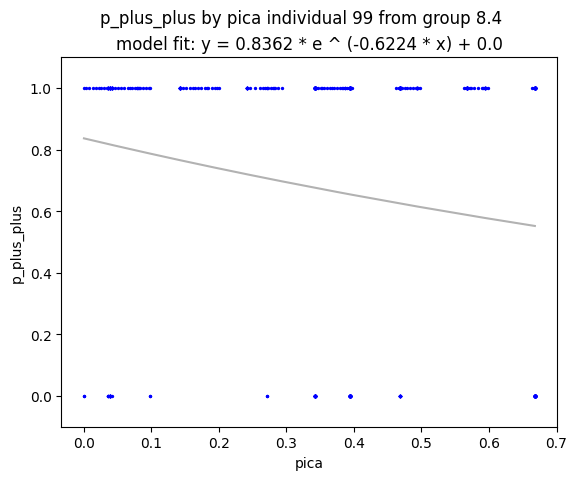 p_plus_plus by pica individual 99 from group 8.4
model fit: y = 0.8362 * e ^ (-0.6224 * x) + 0.0
1.0
0.8
0.6
0.4
0.2
0.0
p_plus_plus
0.0 0.1 0.2 0.3 0.4 0.5 0.6 0.7
pica